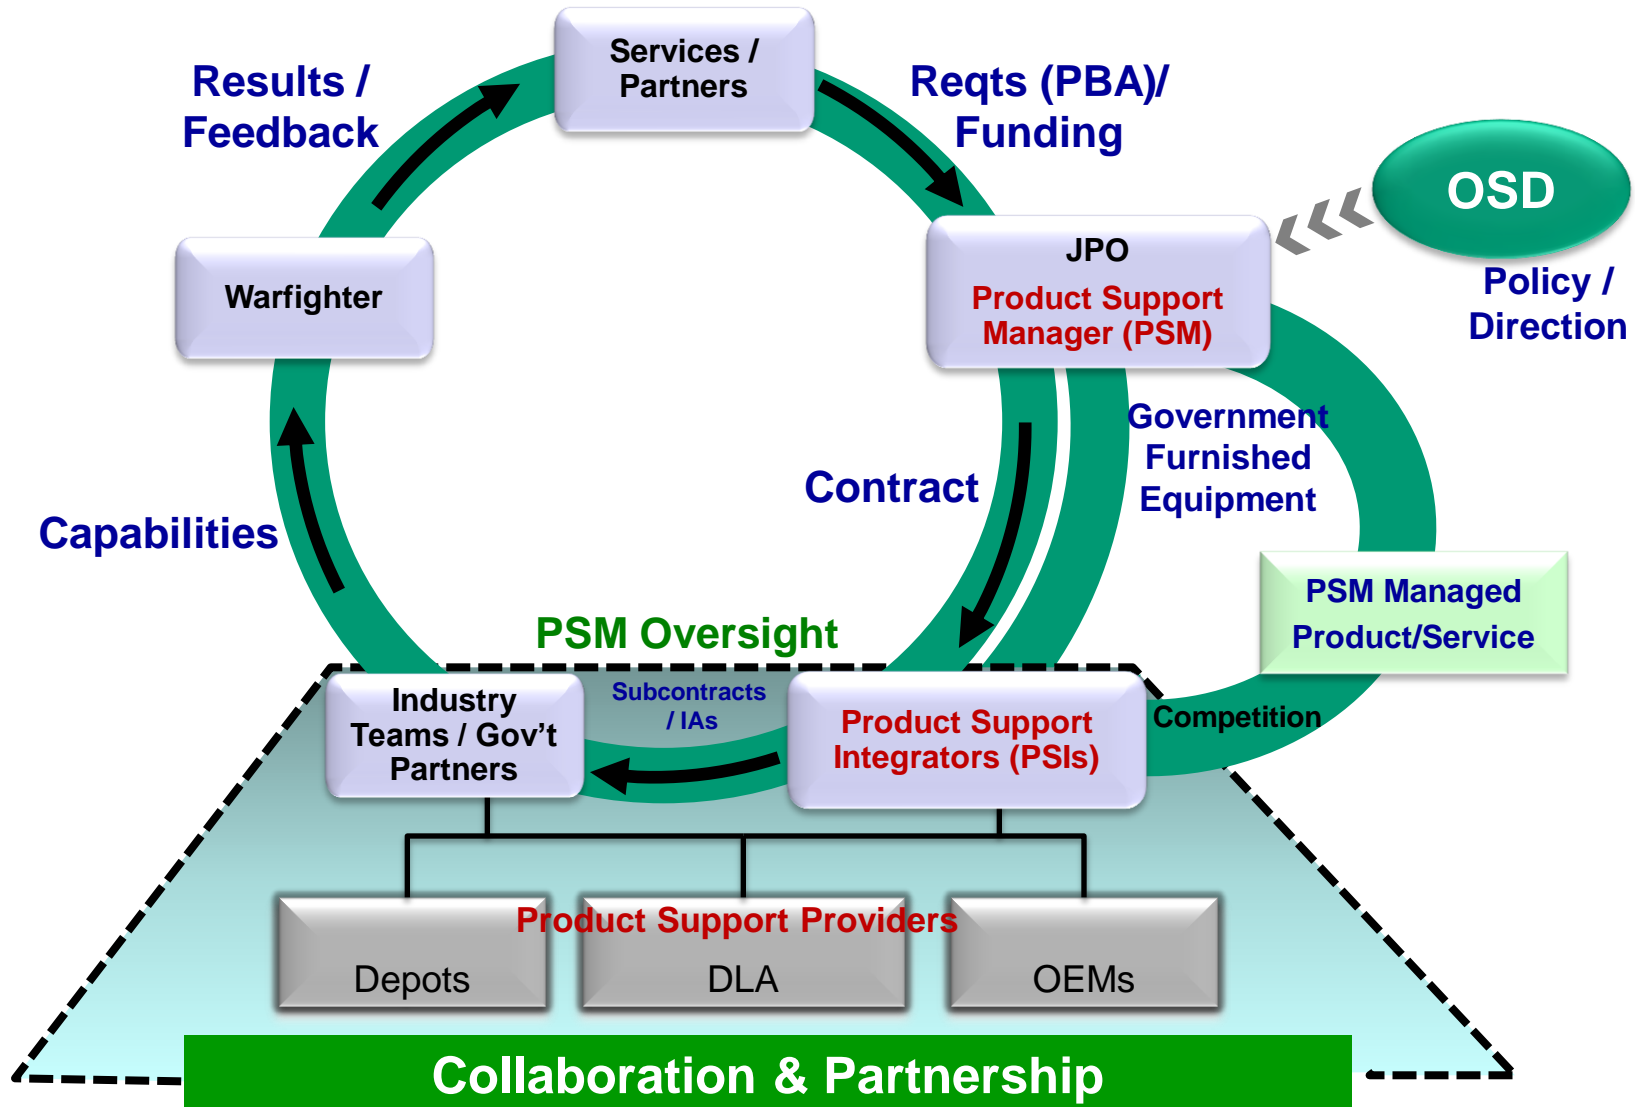 Services /
Partners
Results /
Feedback
Reqts (PBA)/
Funding
OSD
Policy /
Direction
Warfighter
JPO
Product Support
Manager (PSM)
Government
Furnished
Equipment
Contract
Capabilities
PSM Managed
Product/Service
PSM Oversight
Industry
Teams / Gov't
Partners
Subcontracts
/ IAs
Product Support
Integrators (PSIs)
Competition
Product Support Providers
Depots
DLA
OEMs
Collaboration & Partnership